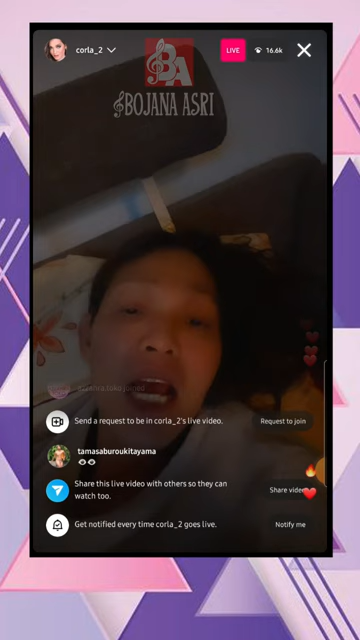 corla_2
LIVE
16.6k
BA
BOJANA ASRI
Send a request to be in corla_2's live video.
Request to join
tamasaburoukitayama
👀
Share this live video with others so they can
watch too.
Get notified every time corla_2 goes live.
Notify me